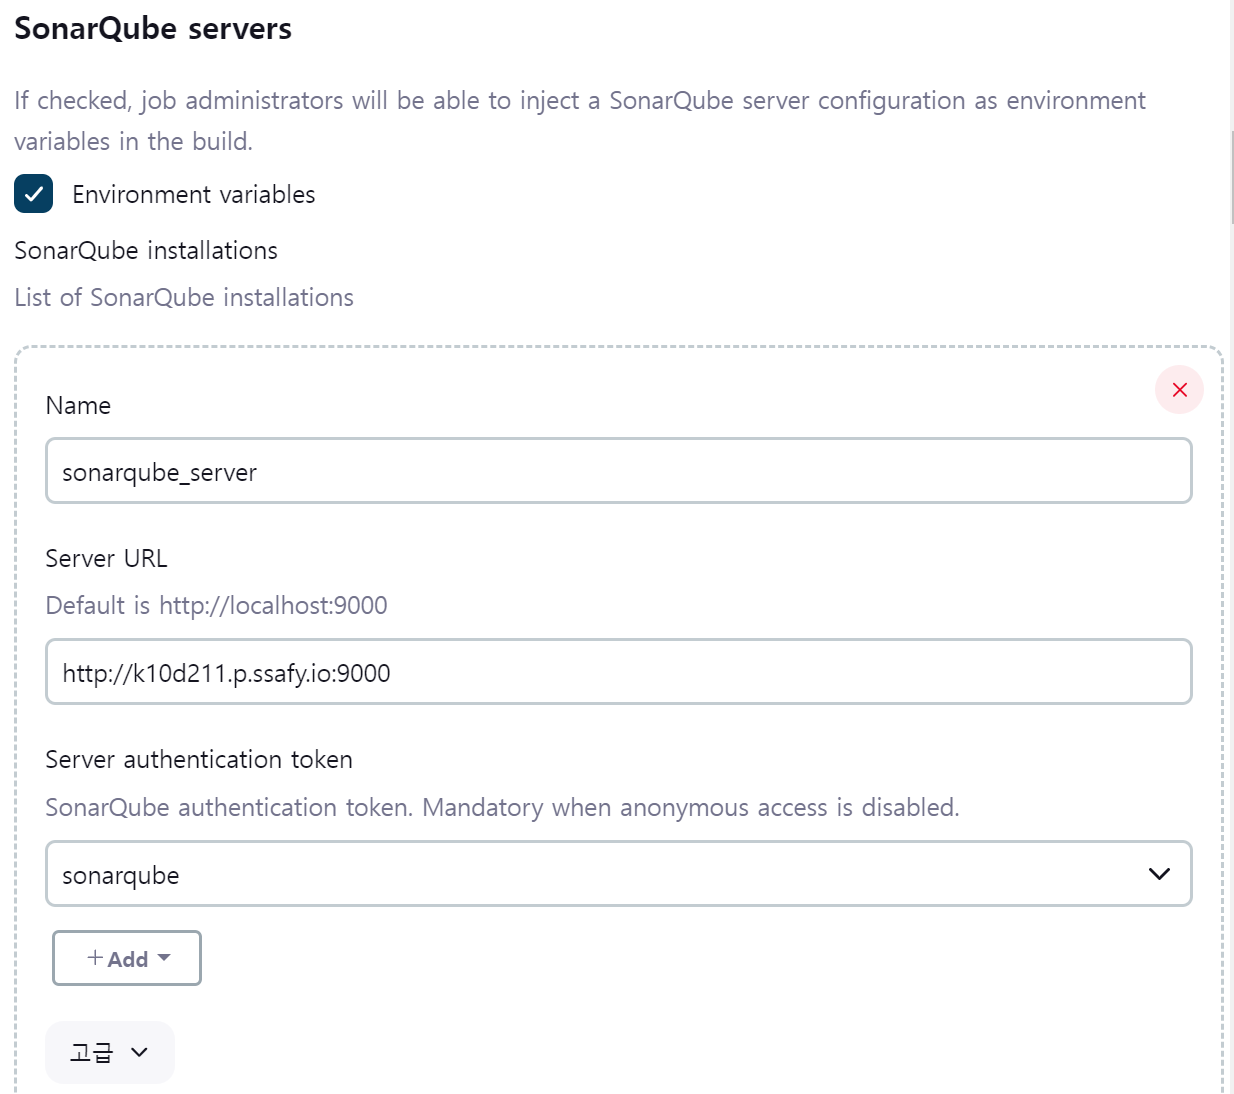 SonarQube servers
If checked, job administrators will be able to inject a SonarQube server configuration as environment
variables in the build.
Environment variables
SonarQube installations
List of SonarQube installations
Name
sonarqube_server
Server URL
Default is http://localhost:9000
http://k10d211.p.ssafy.io:9000
Server authentication token
SonarQube authentication token. Mandatory when anonymous access is disabled.
sonarqube
+ Add
고급